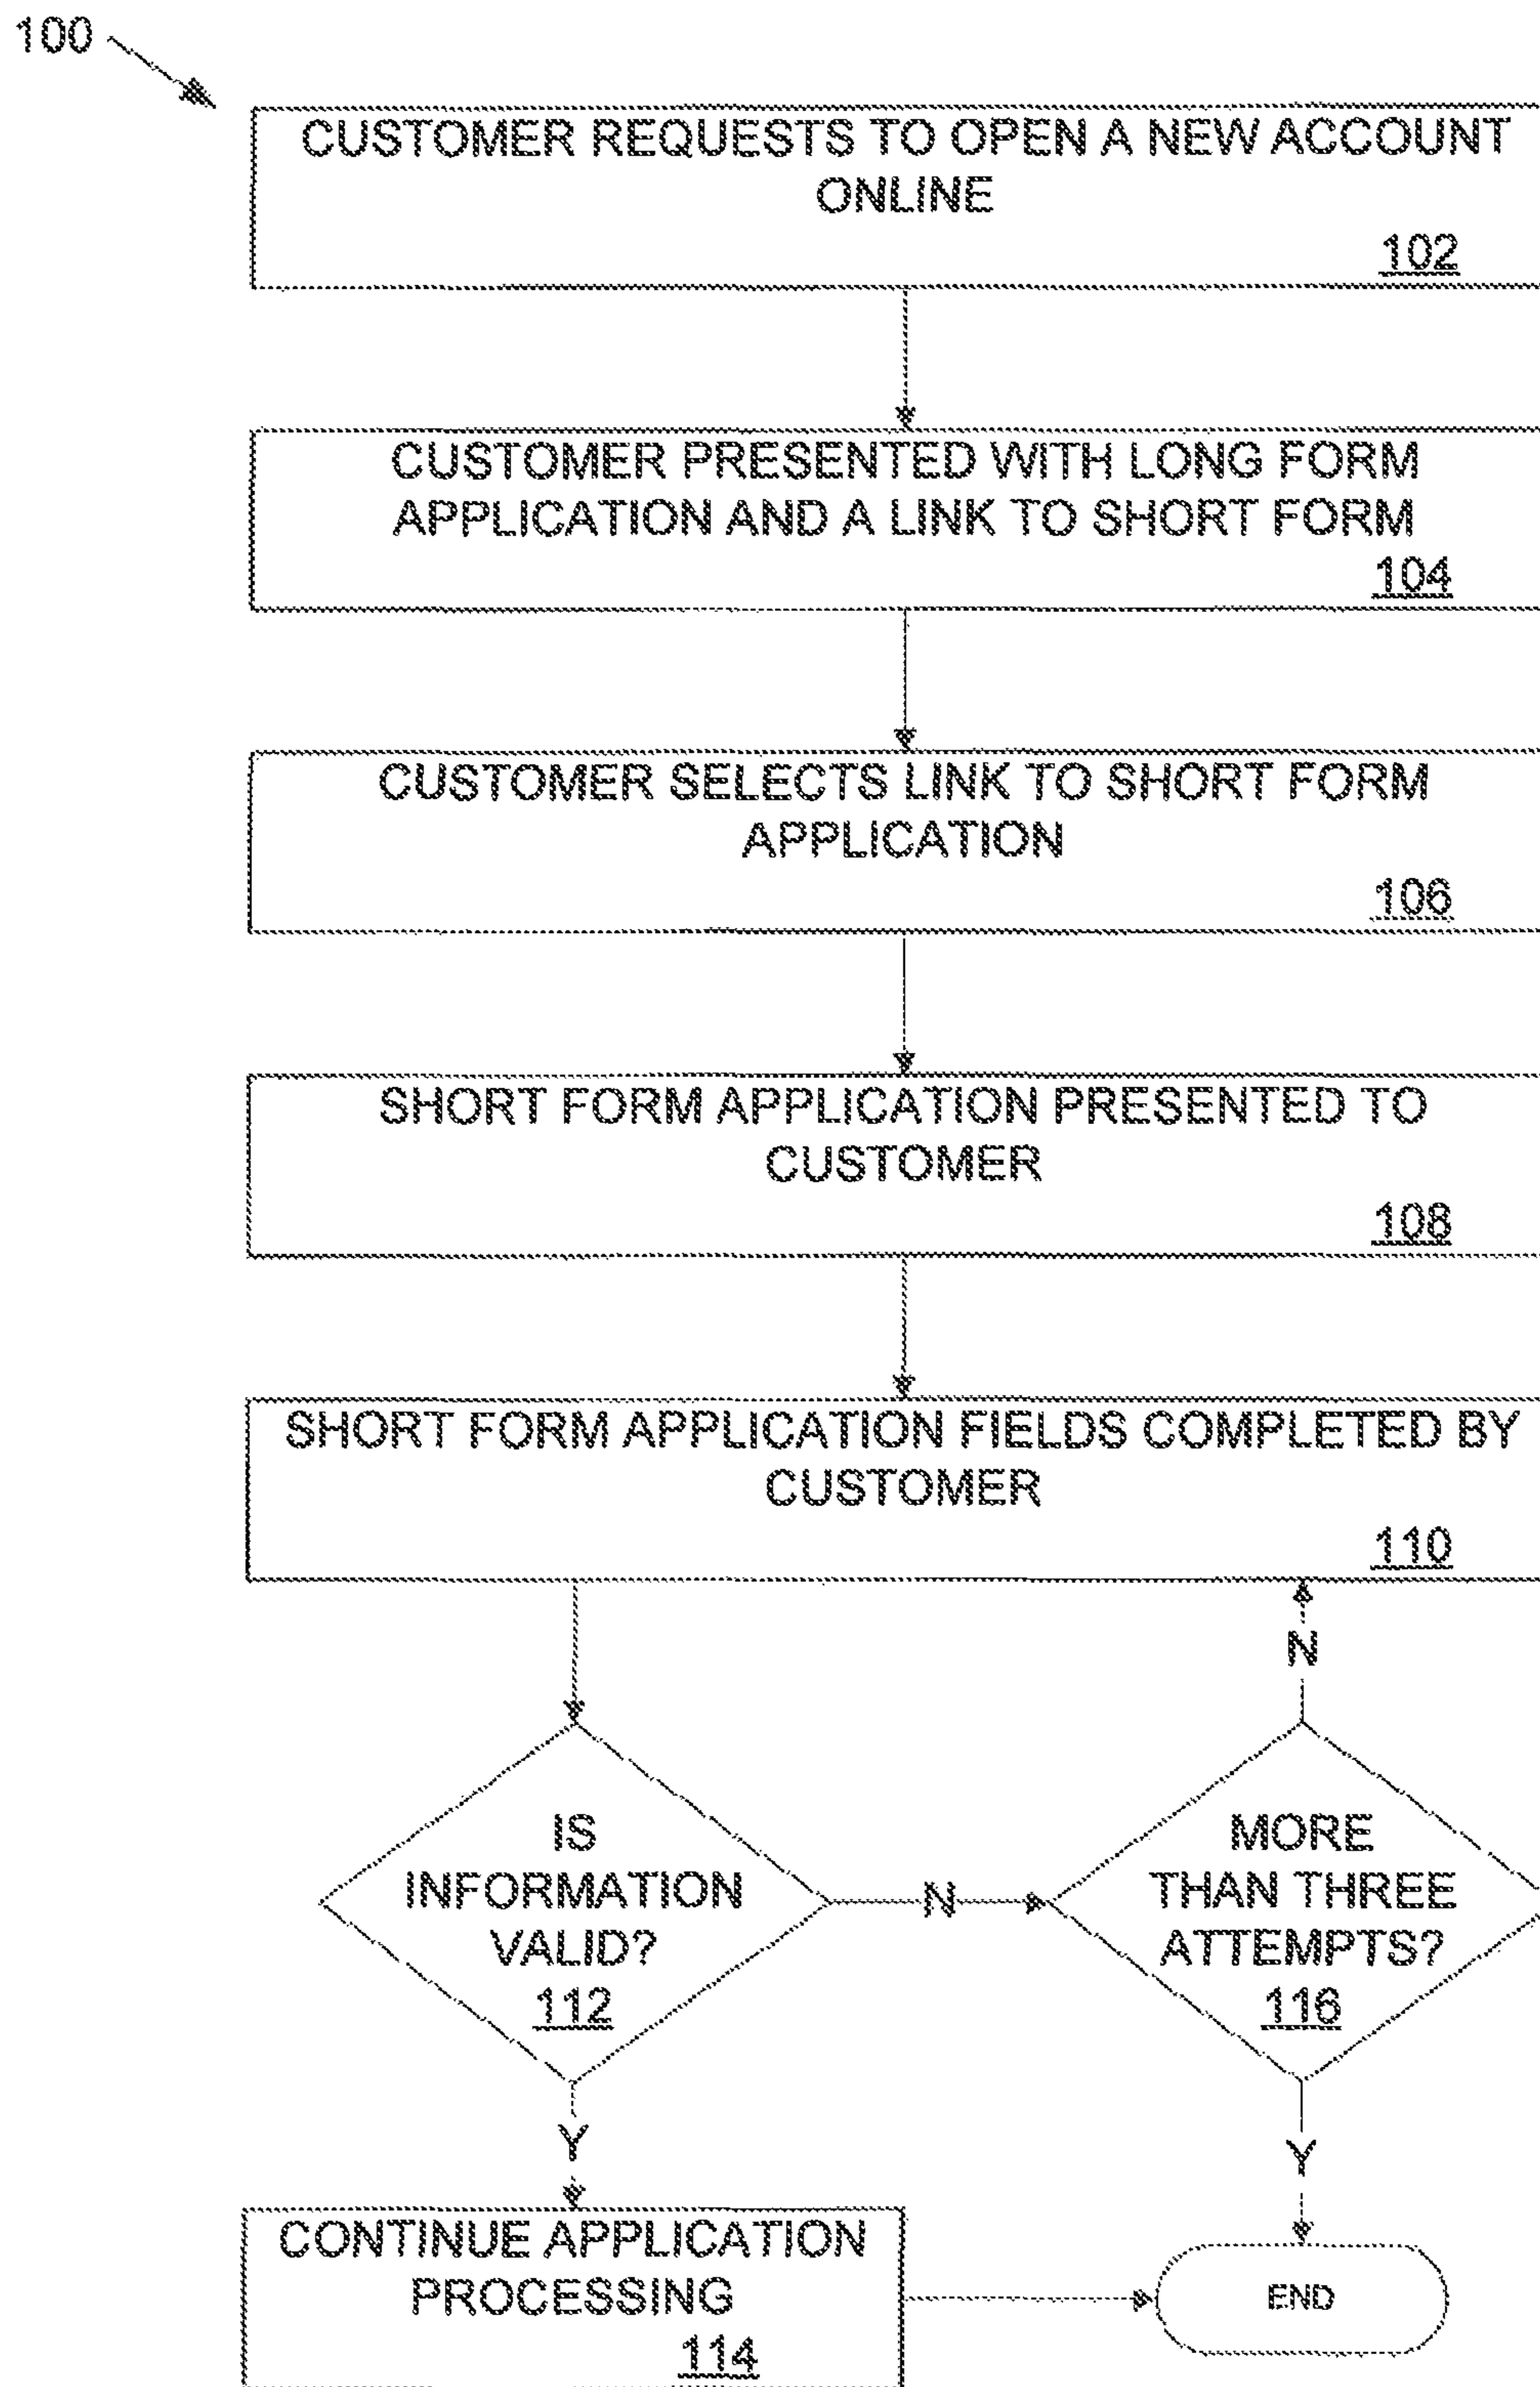 100
CUSTOMER REQUESTS TO OPEN A NEW ACCOUNT
ONLINE
102
CUSTOMER PRESENTED WITH LONG FORM
APPLICATION AND A LINK TO SHORT FORM
104
CUSTOMER SELECTS LINK TO SHORT FORM
APPLICATION
106
SHORT FORM APPLICATION PRESENTED TO
CUSTOMER
108
SHORT FORM APPLICATION FIELDS COMPLETED BY
CUSTOMER
110
N
IS
INFORMATION
VALID?
112
N
MORE
THAN THREE
ATTEMPTS?
116
Y
Y
CONTINUE APPLICATION
PROCESSING
114
END